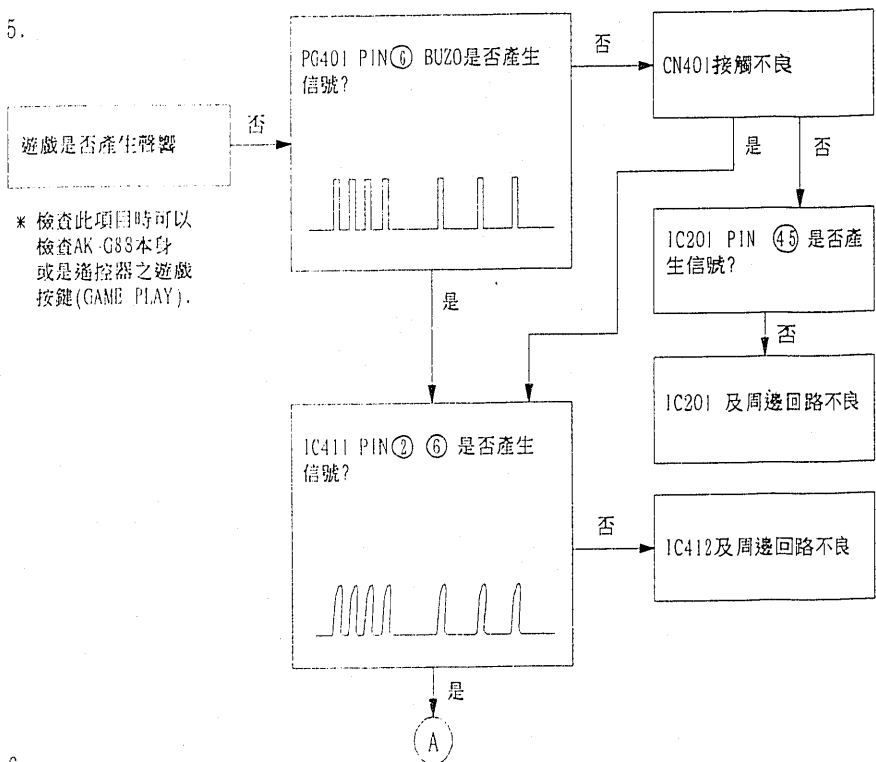 5.
遊戲是否產生聲響
* 檢查此項目時可以
檢查AK-G88本身
或是遙控器之遊戲
按鍵(GAME PLAY).
否
PG401 PIN⑥ BUZO是否產生
信號?
否
CN401接觸不良
是
否
IC201 PIN ㊺ 是否產
生信號?
否
IC201 及周邊回路不良
是
IC411 PIN② ⑥ 是否產生
信號?
否
IC412及周邊回路不良
是
A